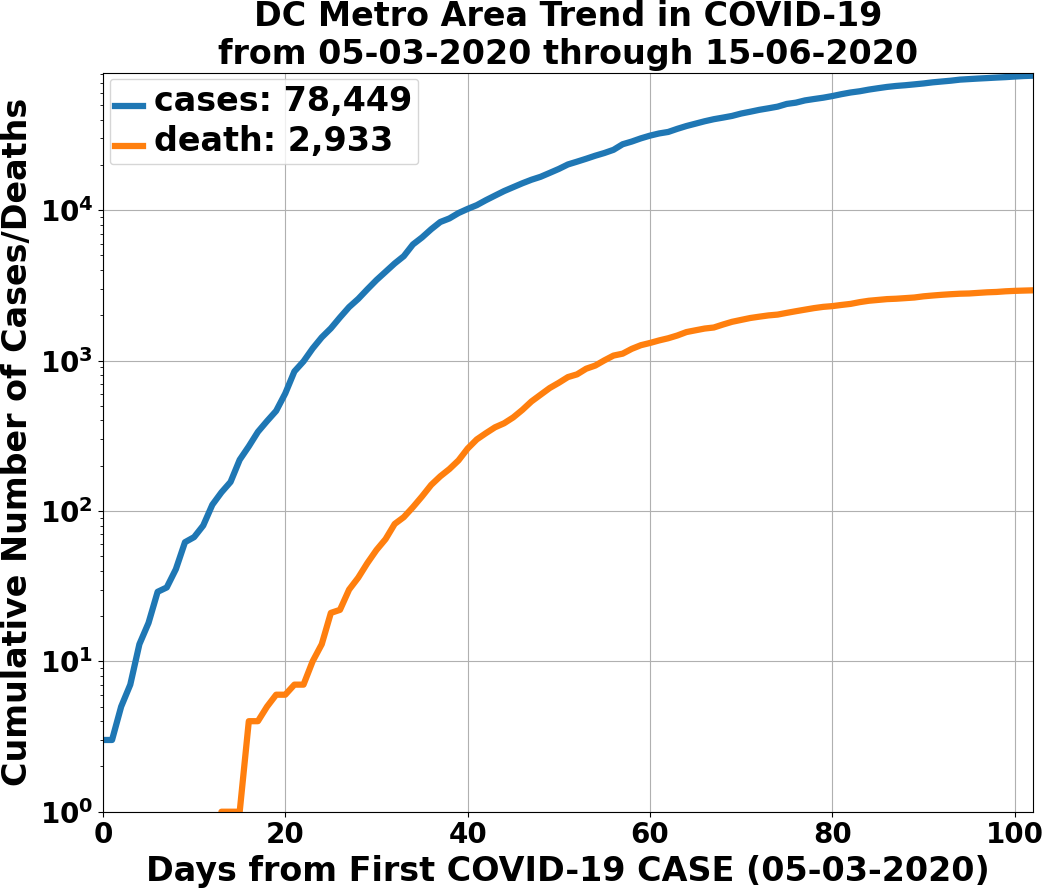 DC Metro Area Trend in COVID-19
from 05-03-2020 through 15-06-2020
cases: 78,449
death: 2,933
Cumulative Number of Cases/Deaths
10⁴
10³
10²
10¹
10⁰
0 20 40 60 80 100
Days from First COVID-19 CASE (05-03-2020)